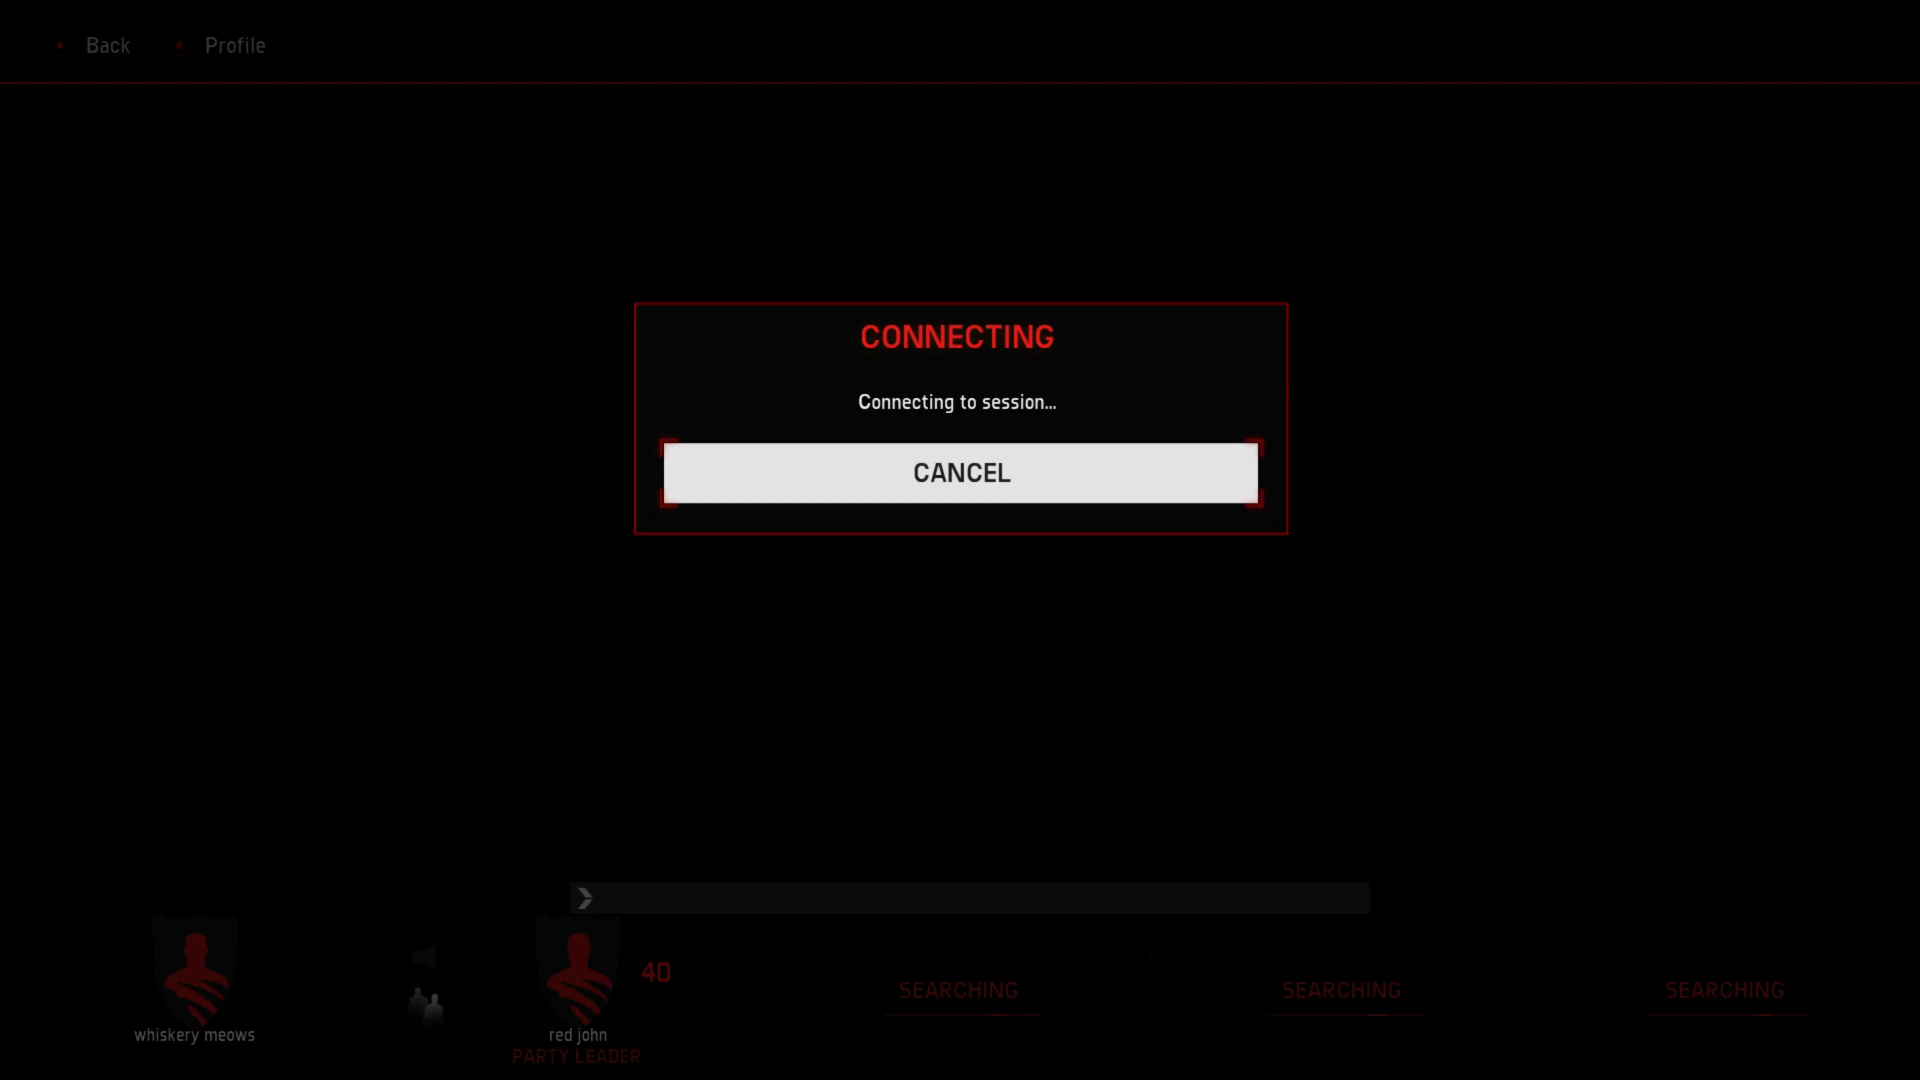 Back Profile
CONNECTING
Connecting to session...
CANCEL
40
SEARCHING SEARCHING SEARCHING
whiskery meows red john
PARTY LEADER